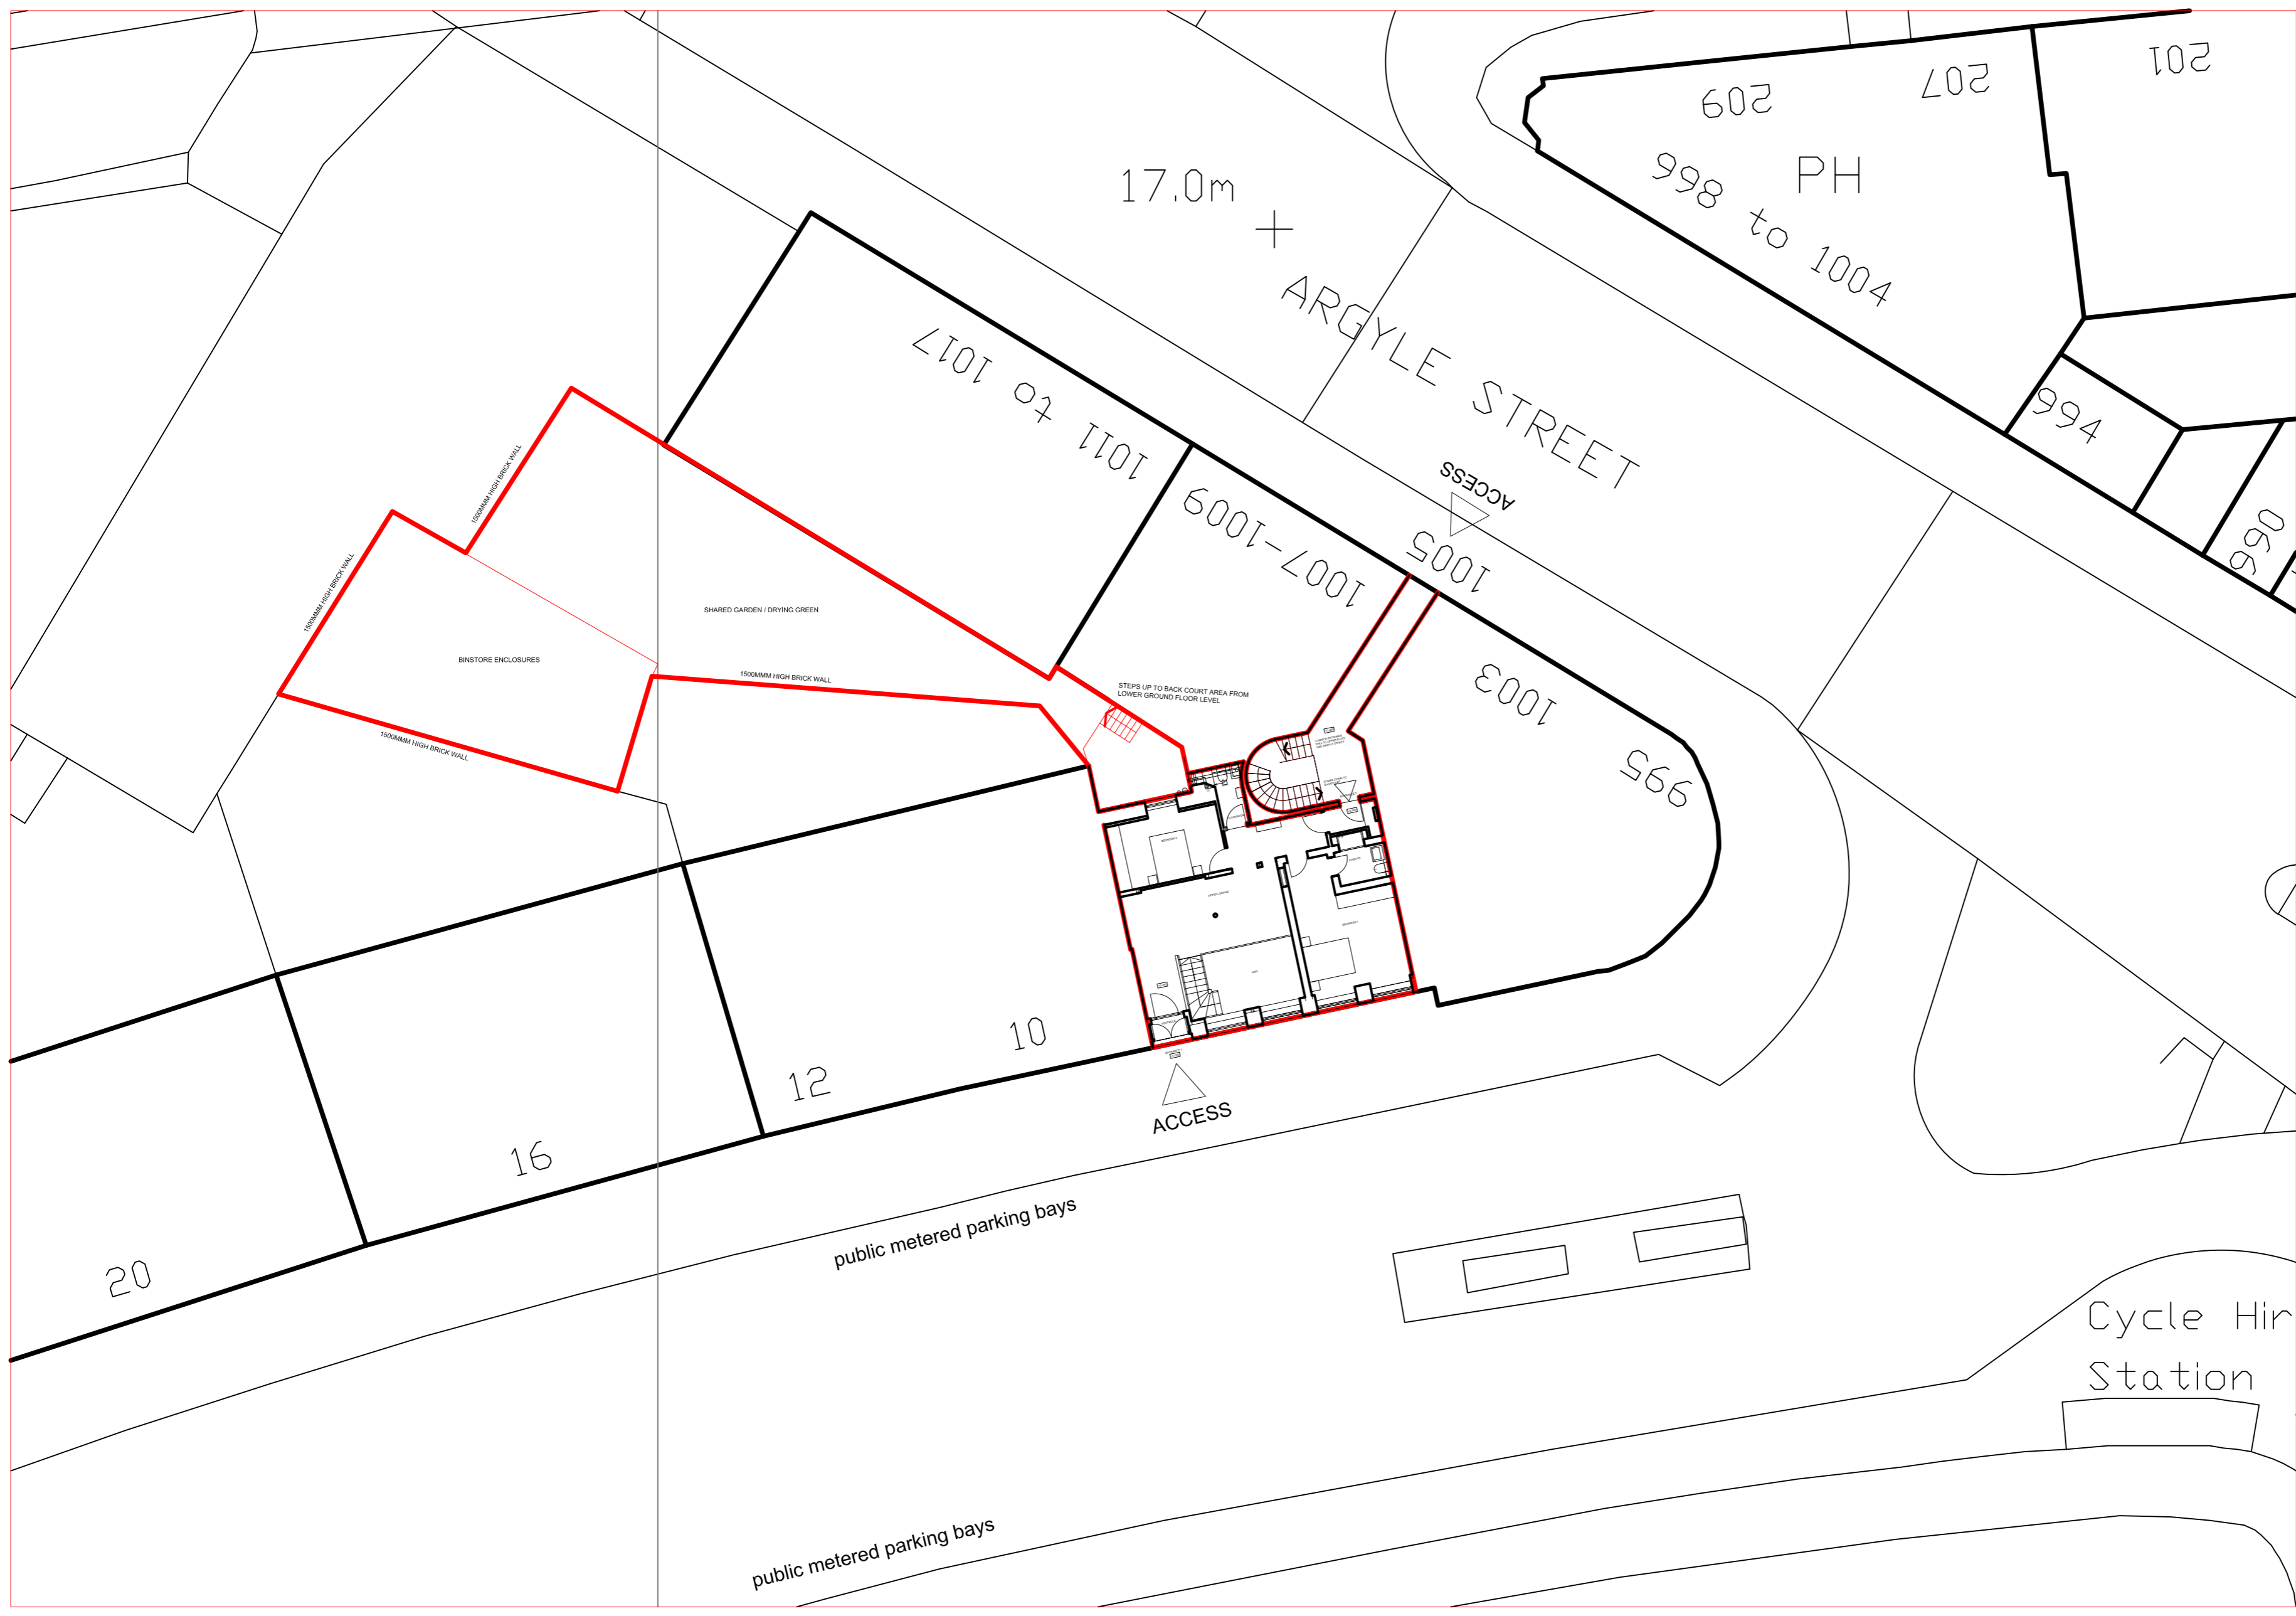 201
207
209
PH
998 to 1004
17.0m
ARGYLE STREET
994
990
1011 to 1017
1007-1009
ACCESS
1005
1003
995
1500MMM HIGH BRICK WALL
1500MMM HIGH BRICK WALL
SHARED GARDEN / DRYING GREEN
BINSTORE ENCLOSURES
1500MMM HIGH BRICK WALL
1500MMM HIGH BRICK WALL
STEPS UP TO BACK COURT AREA FROM
LOWER GROUND FLOOR LEVEL
10
12
16
20
ACCESS
public metered parking bays
public metered parking bays
Cycle Hir
Station